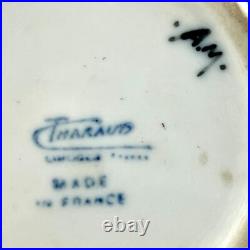 .A.M.
THARAUD
LIMOGES FRANCE
MADE
IN FRANCE